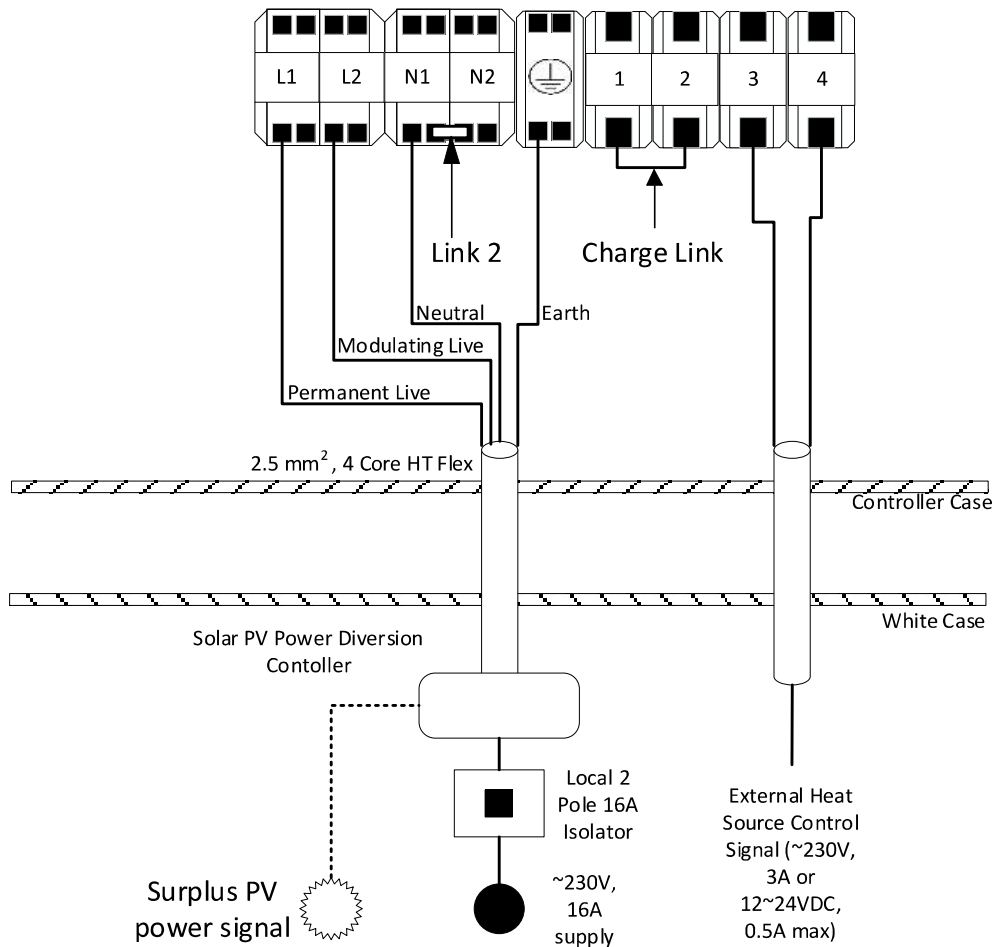 L1 L2 N1 N2 1 2 3 4
Link 2
Charge Link
Neutral
Earth
Modulating Live
Permanent Live
2.5 mm², 4 Core HT Flex
Controller Case
White Case
Solar PV Power Diversion
Contoller
Local 2
Pole 16A
Isolator
External Heat
Source Control
Signal (~230V,
3A or
12~24VDC,
0.5A max)
Surplus PV
power signal
~230V,
16A
supply